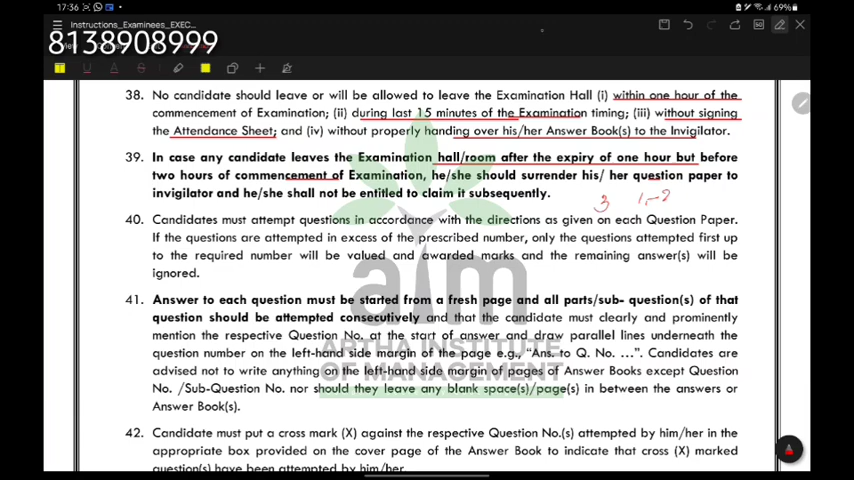 17:36
69%
Instructions_Examinees_EXEC...
8138908999
38. No candidate should leave or will be allowed to leave the Examination Hall (i) within one hour of the
commencement of Examination; (ii) during last 15 minutes of the Examination timing; (iii) without signing
the Attendance Sheet; and (iv) without properly handing over his/her Answer Book(s) to the Invigilator.
39. In case any candidate leaves the Examination hall/room after the expiry of one hour but before
two hours of commencement of Examination, he/she should surrender his/ her question paper to
invigilator and he/she shall not be entitled to claim it subsequently.
3 1-2
40. Candidates must attempt questions in accordance with the directions as given on each Question Paper.
If the questions are attempted in excess of the prescribed number, only the questions attempted first up
to the required number will be valued and awarded marks and the remaining answer(s) will be
ignored.
aim
ARTHA INSTITUTE
OF MANAGEMENT
41. Answer to each question must be started from a fresh page and all parts/sub- question(s) of that
question should be attempted consecutively and that the candidate must clearly and prominently
mention the respective Question No. at the start of answer and draw parallel lines underneath the
question number on the left-hand side margin of the page e.g., "Ans. to Q. No. ...". Candidates are
advised not to write anything on the left-hand side margin of pages of Answer Books except Question
No. /Sub-Question No. nor should they leave any blank space(s)/page(s) in between the answers or
Answer Book(s).
42. Candidate must put a cross mark (X) against the respective Question No.(s) attempted by him/her in the
appropriate box provided on the cover page of the Answer Book to indicate that cross (X) marked
question(s) have been attempted by him/her.